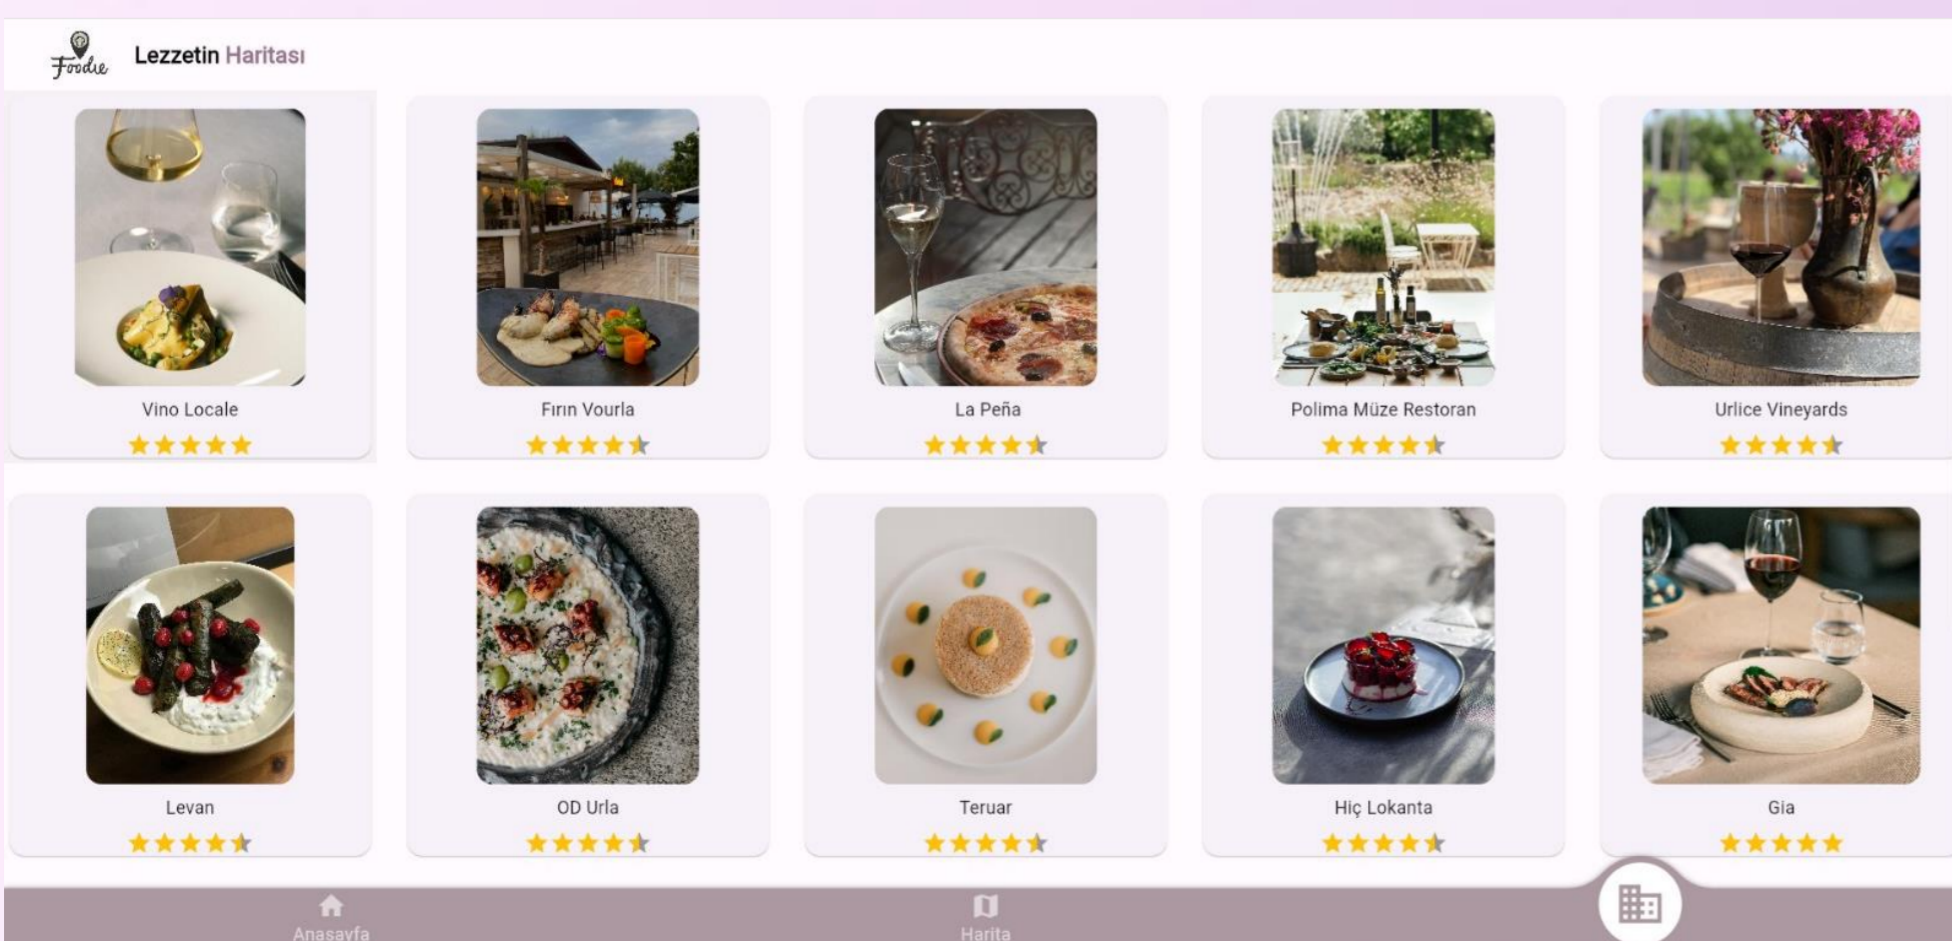 Foodie
Lezzetin Haritası
Vino Locale
Fırın Vourla
La Peña
Polima Müze Restoran
Urlice Vineyards
Levan
OD Urla
Teruar
Hiç Lokanta
Gia
Anasayfa
Harita